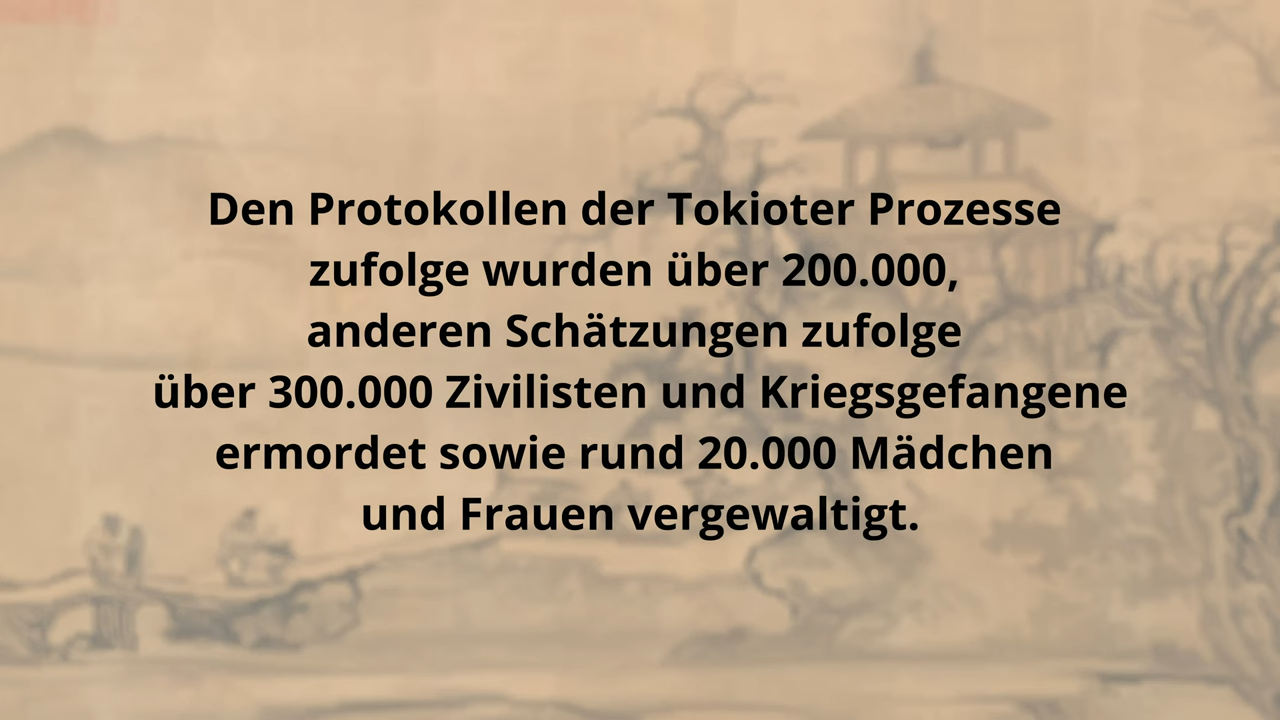 Den Protokollen der Tokioter Prozesse
zufolge wurden über 200.000,
anderen Schätzungen zufolge
über 300.000 Zivilisten und Kriegsgefangene
ermordet sowie rund 20.000 Mädchen
und Frauen vergewaltigt.